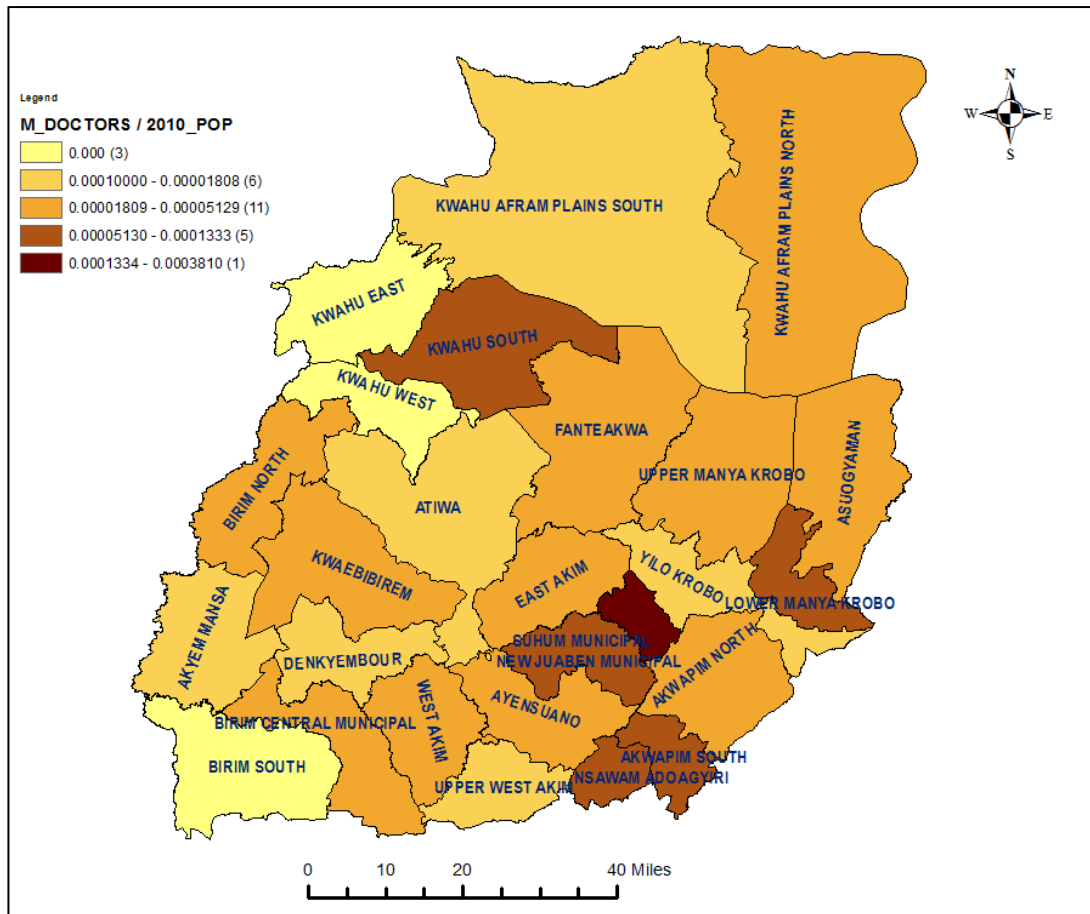 Legend
M_DOCTORS / 2010_POP
0.000 (3)
0.00010000 - 0.00001808 (6)
0.00001809 - 0.00005129 (11)
0.00005130 - 0.0001333 (5)
0.0001334 - 0.0003810 (1)
N
W E
S
KWAHU AFRAM PLAINS NORTH
KWAHU AFRAM PLAINS SOUTH
KWAHU EAST
KWAHU SOUTH
KWAHU WEST
FANTEAKWA
UPPER MANYA KROBO
ASUOGYAMAN
BIRIM NORTH
ATIWA
KWAEBIBIREM
EAST AKIM
YILO KROBO
LOWER MANYA KROBO
AKYEM MANSA
DENKYEMBOUR
SUHUM MUNICIPAL
NEW JUABEN MUNICIPAL
AKWAPIM NORTH
WEST AKIM
AYENSUANO
BIRIM CENTRAL MUNICIPAL
BIRIM SOUTH
AKWAPIM SOUTH
NSAWAM ADOAGYIRI
UPPER WEST AKIM
0 10 20 40 Miles